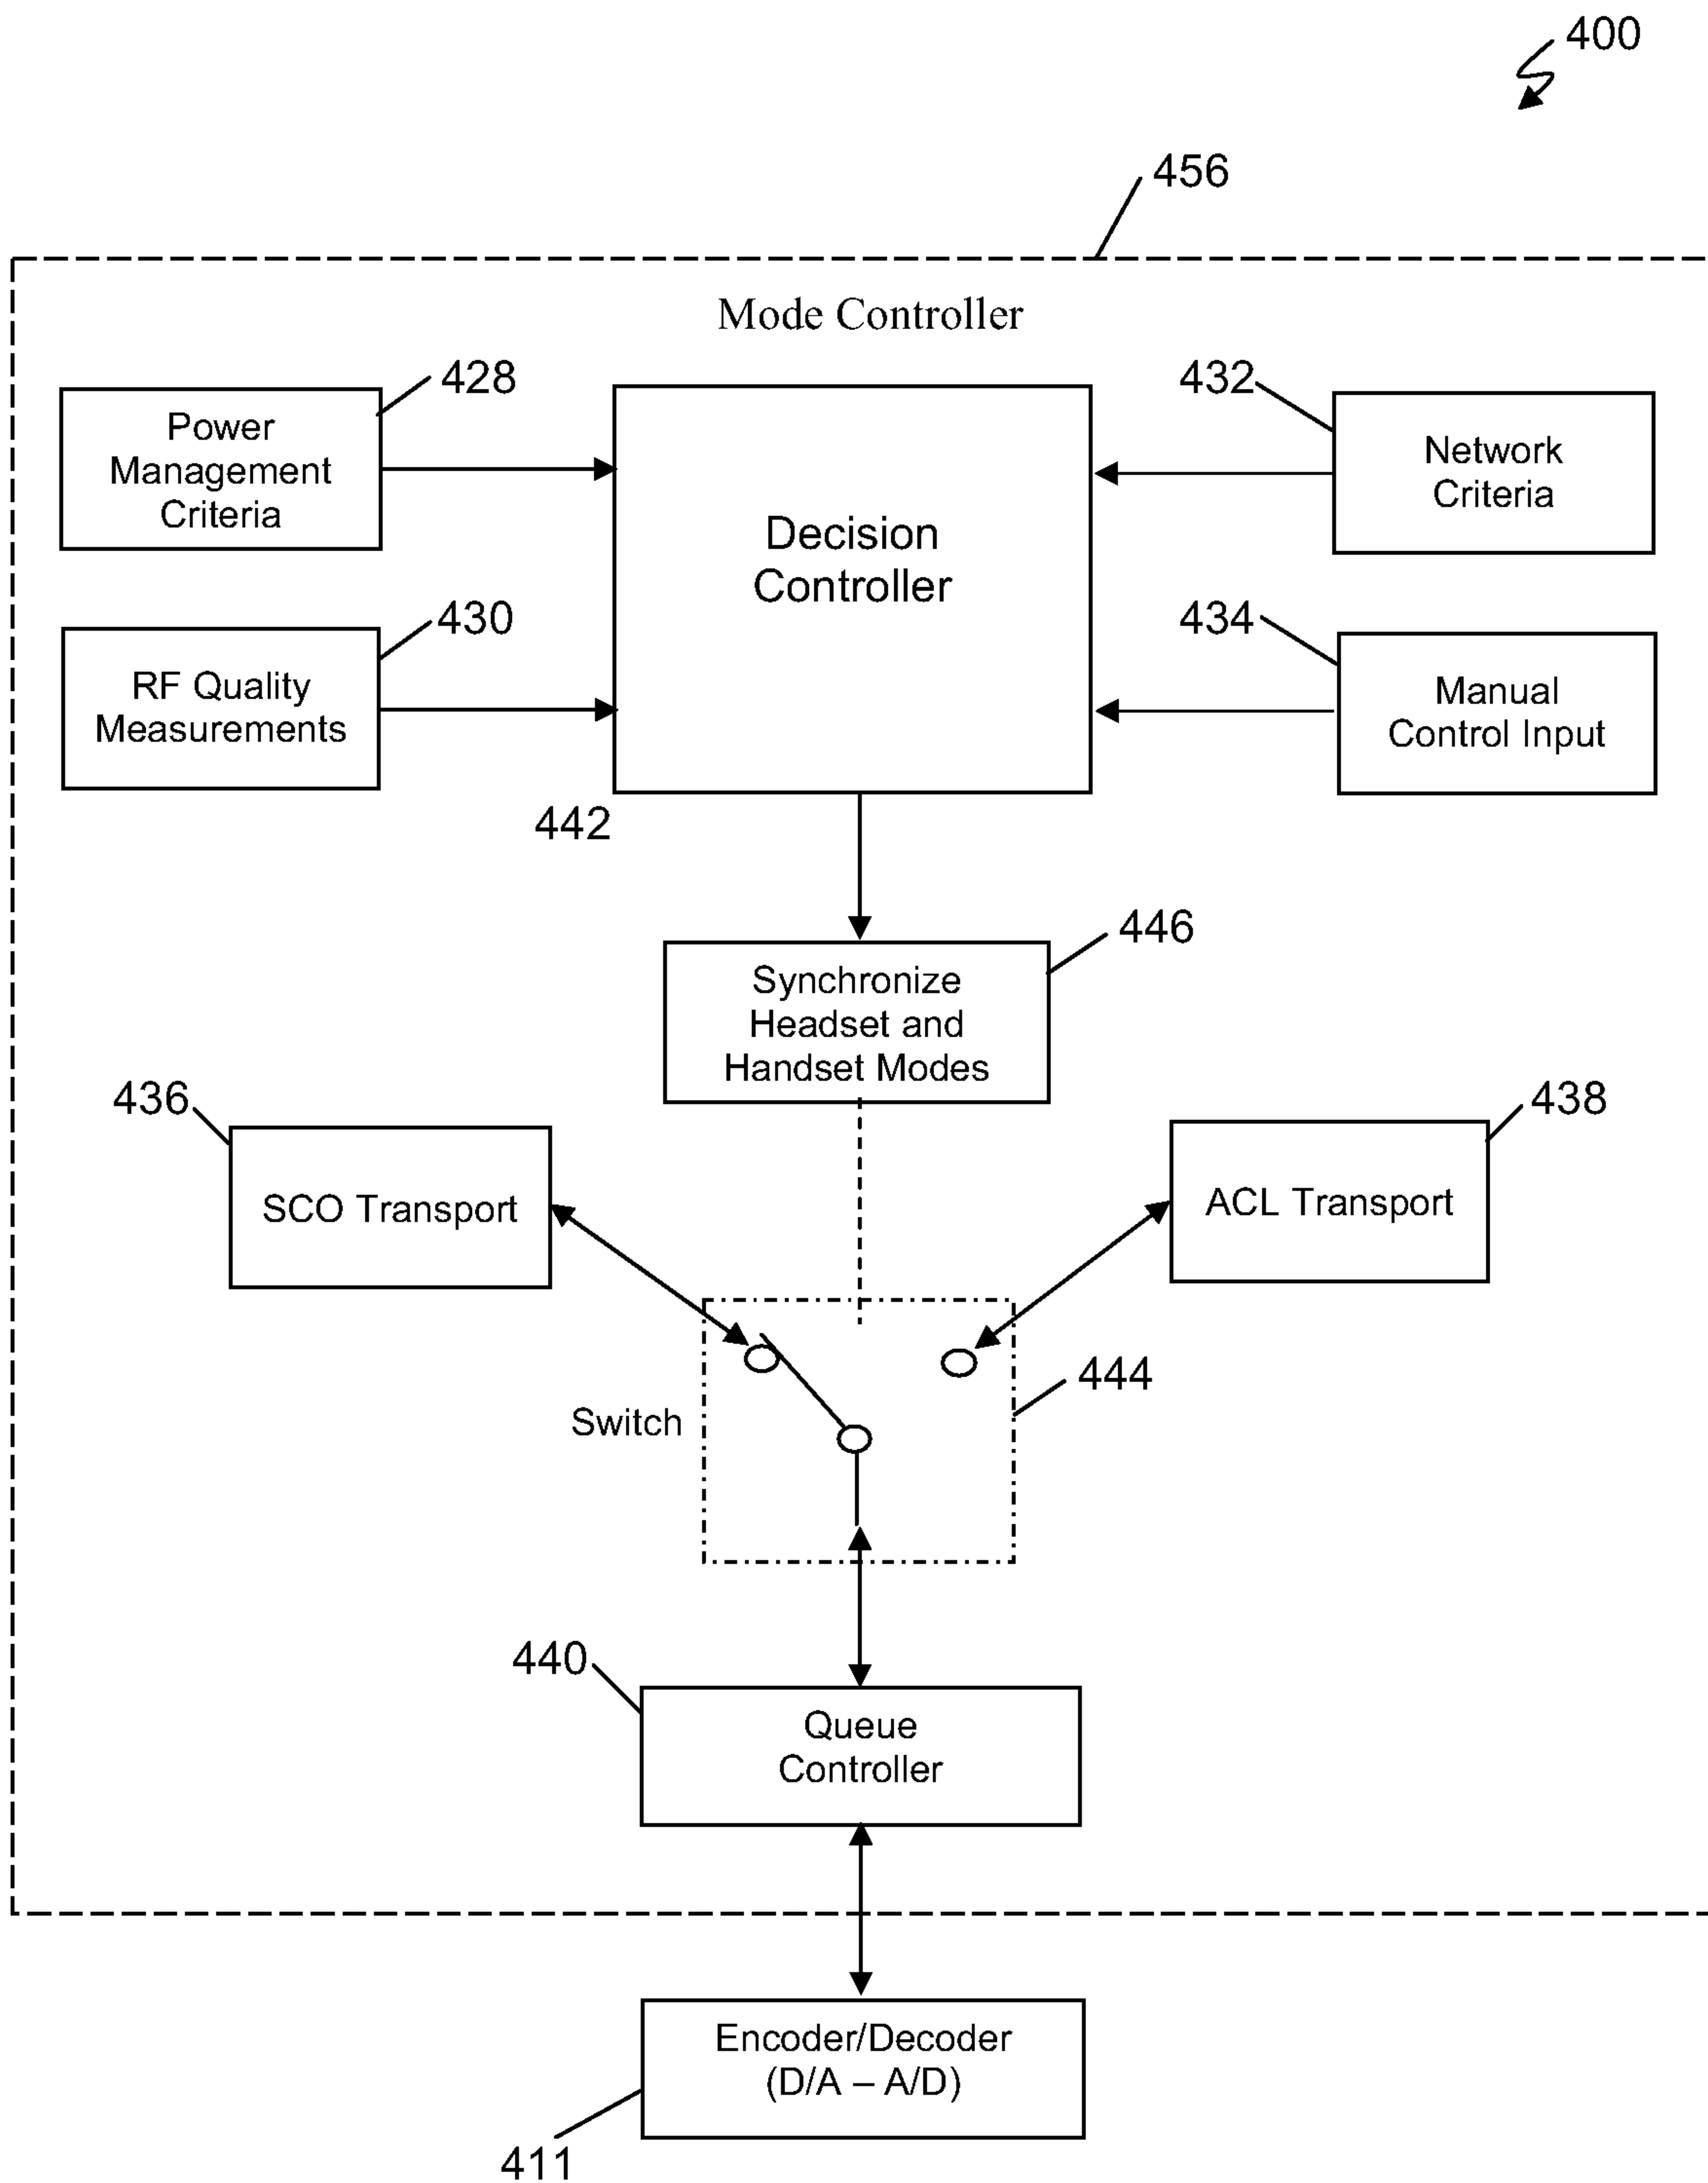 400
456
Mode Controller
428
432
Power
Management
Criteria
Decision
Controller
Network
Criteria
430
434
RF Quality
Measurements
Manual
Control Input
442
446
Synchronize
Headset and
Handset Modes
436
438
SCO Transport
ACL Transport
444
Switch
440
Queue
Controller
Encoder/Decoder
(D/A – A/D)
411